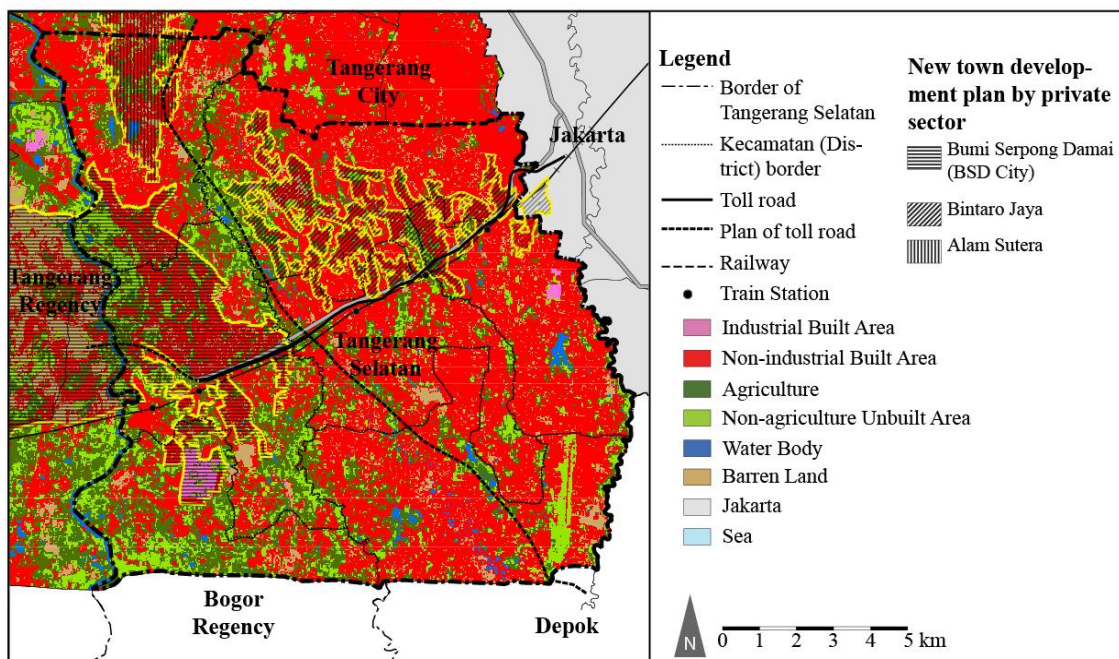 Tangerang
City
Jakarta
Tangerang
Regency
Tangerang
Selatan
Bogor
Regency
Depok
Legend
Border of
Tangerang Selatan
Kecamatan (Dis-
trict) border
Toll road
Plan of toll road
Railway
Train Station
Industrial Built Area
Non-industrial Built Area
Agriculture
Non-agriculture Unbuilt Area
Water Body
Barren Land
Jakarta
Sea
New town develop-
ment plan by private
sector
Bumi Serpong Damai
(BSD City)
Bintaro Jaya
Alam Sutera
N
0 1 2 3 4 5 km